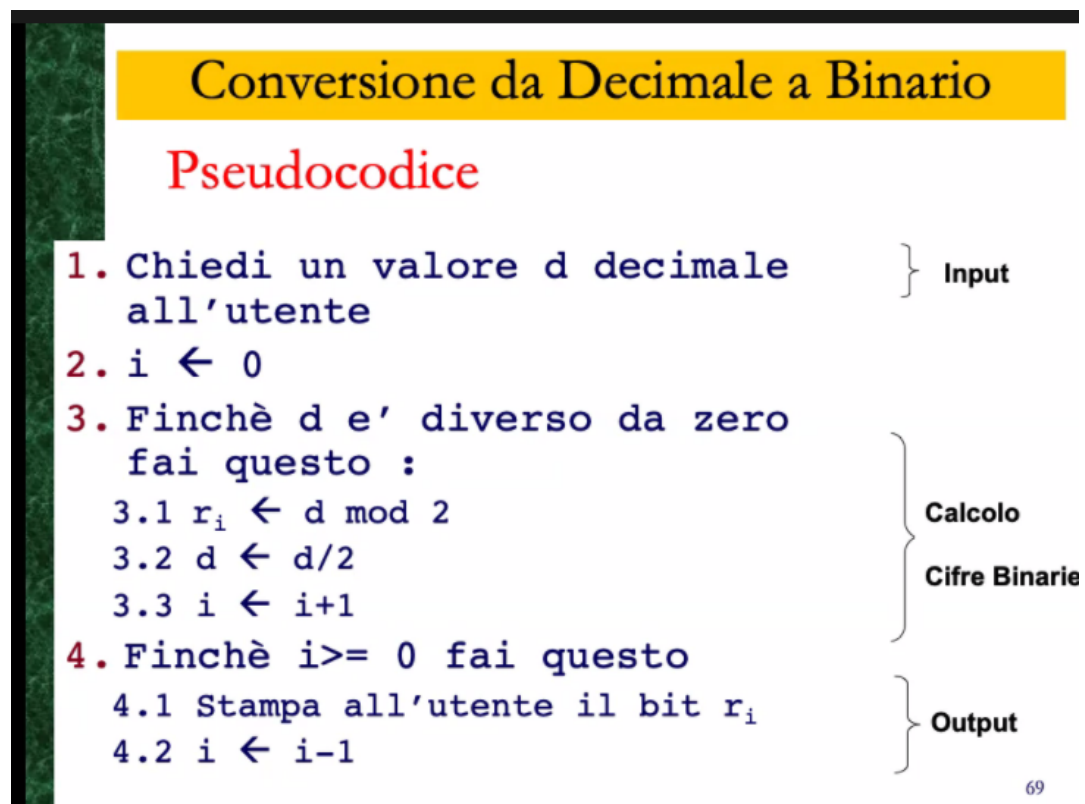 Conversione da Decimale a Binario
Pseudocodice
1. Chiedi un valore d decimale
all’utente
Input
2. i ← 0
3. Finchè d e’ diverso da zero
fai questo :
3.1 rᵢ ← d mod 2
3.2 d ← d/2
3.3 i ← i+1
Calcolo
Cifre Binarie
4. Finchè i>= 0 fai questo
4.1 Stampa all’utente il bit rᵢ
4.2 i ← i-1
Output
69